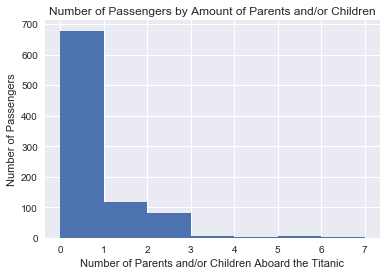 Number of Passengers by Amount of Parents and/or Children
700
600
500
400
300
200
100
0
Number of Passengers
0 1 2 3 4 5 6 7
Number of Parents and/or Children Aboard the Titanic